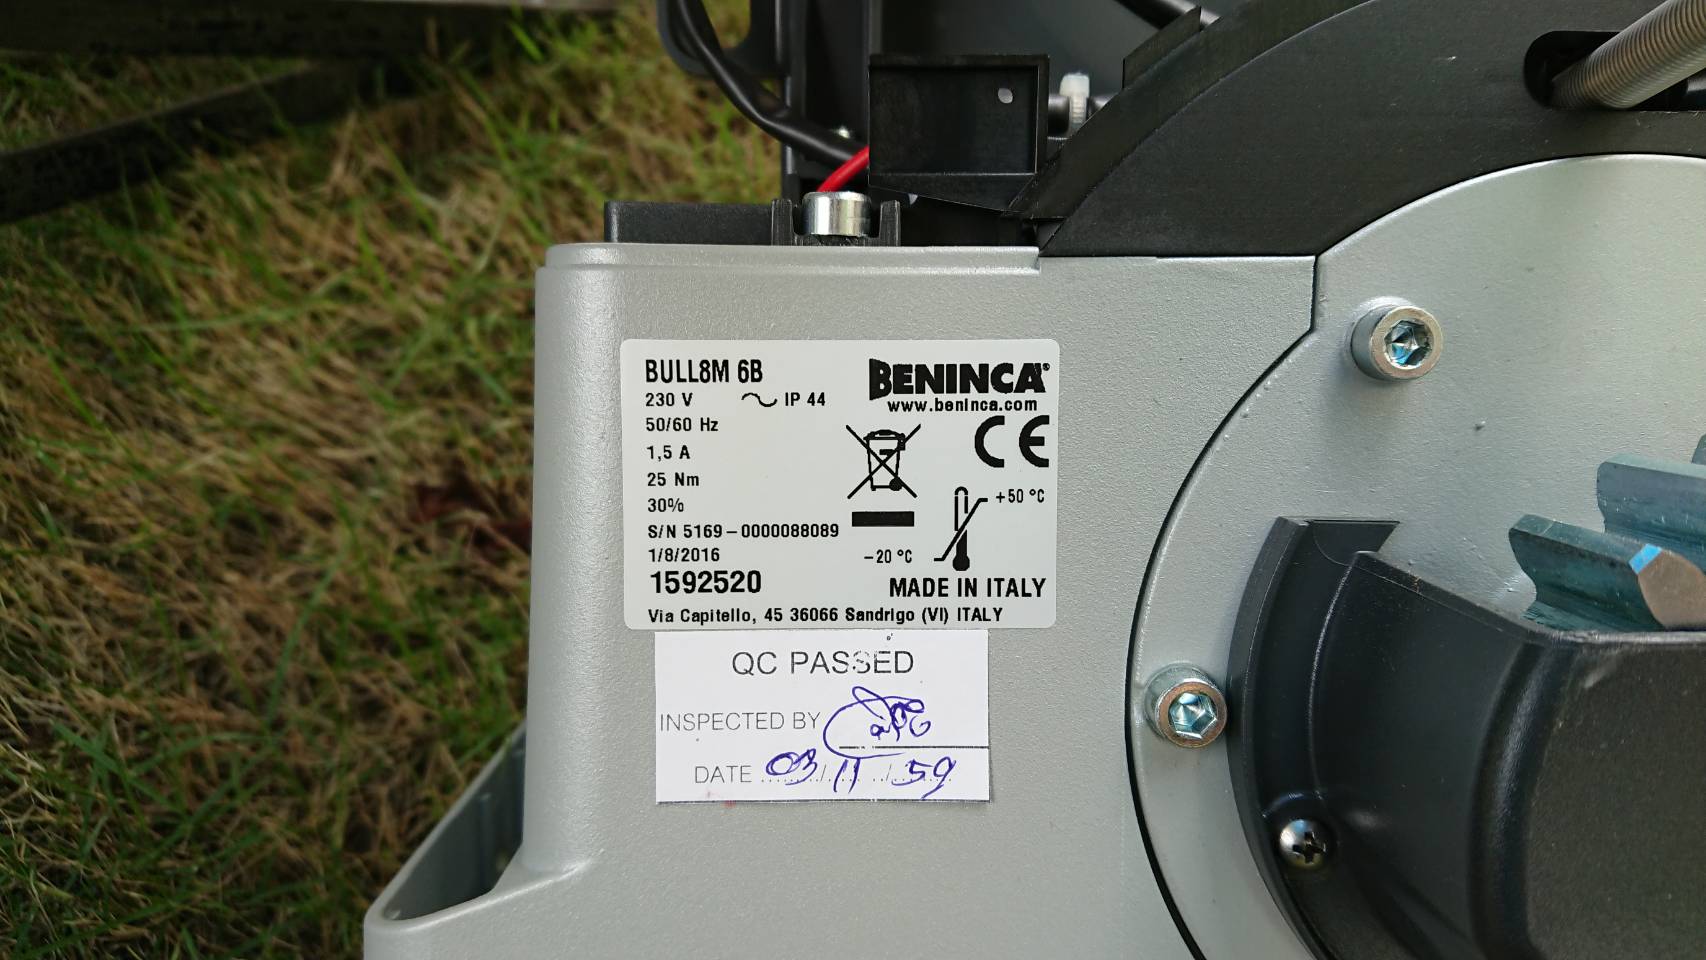 BULL8M 6B
BENINCA®
www.beninca.com
230 V IP 44
50/60 Hz
CE
1,5 A
25 Nm
30%
+50 °C
S/N 5169-0000088089
1/8/2016
-20 °C
1592520
MADE IN ITALY
Via Capitello, 45 36066 Sandrigo (VI) ITALY
QC PASSED
INSPECTED BY
DATE 03/11/59